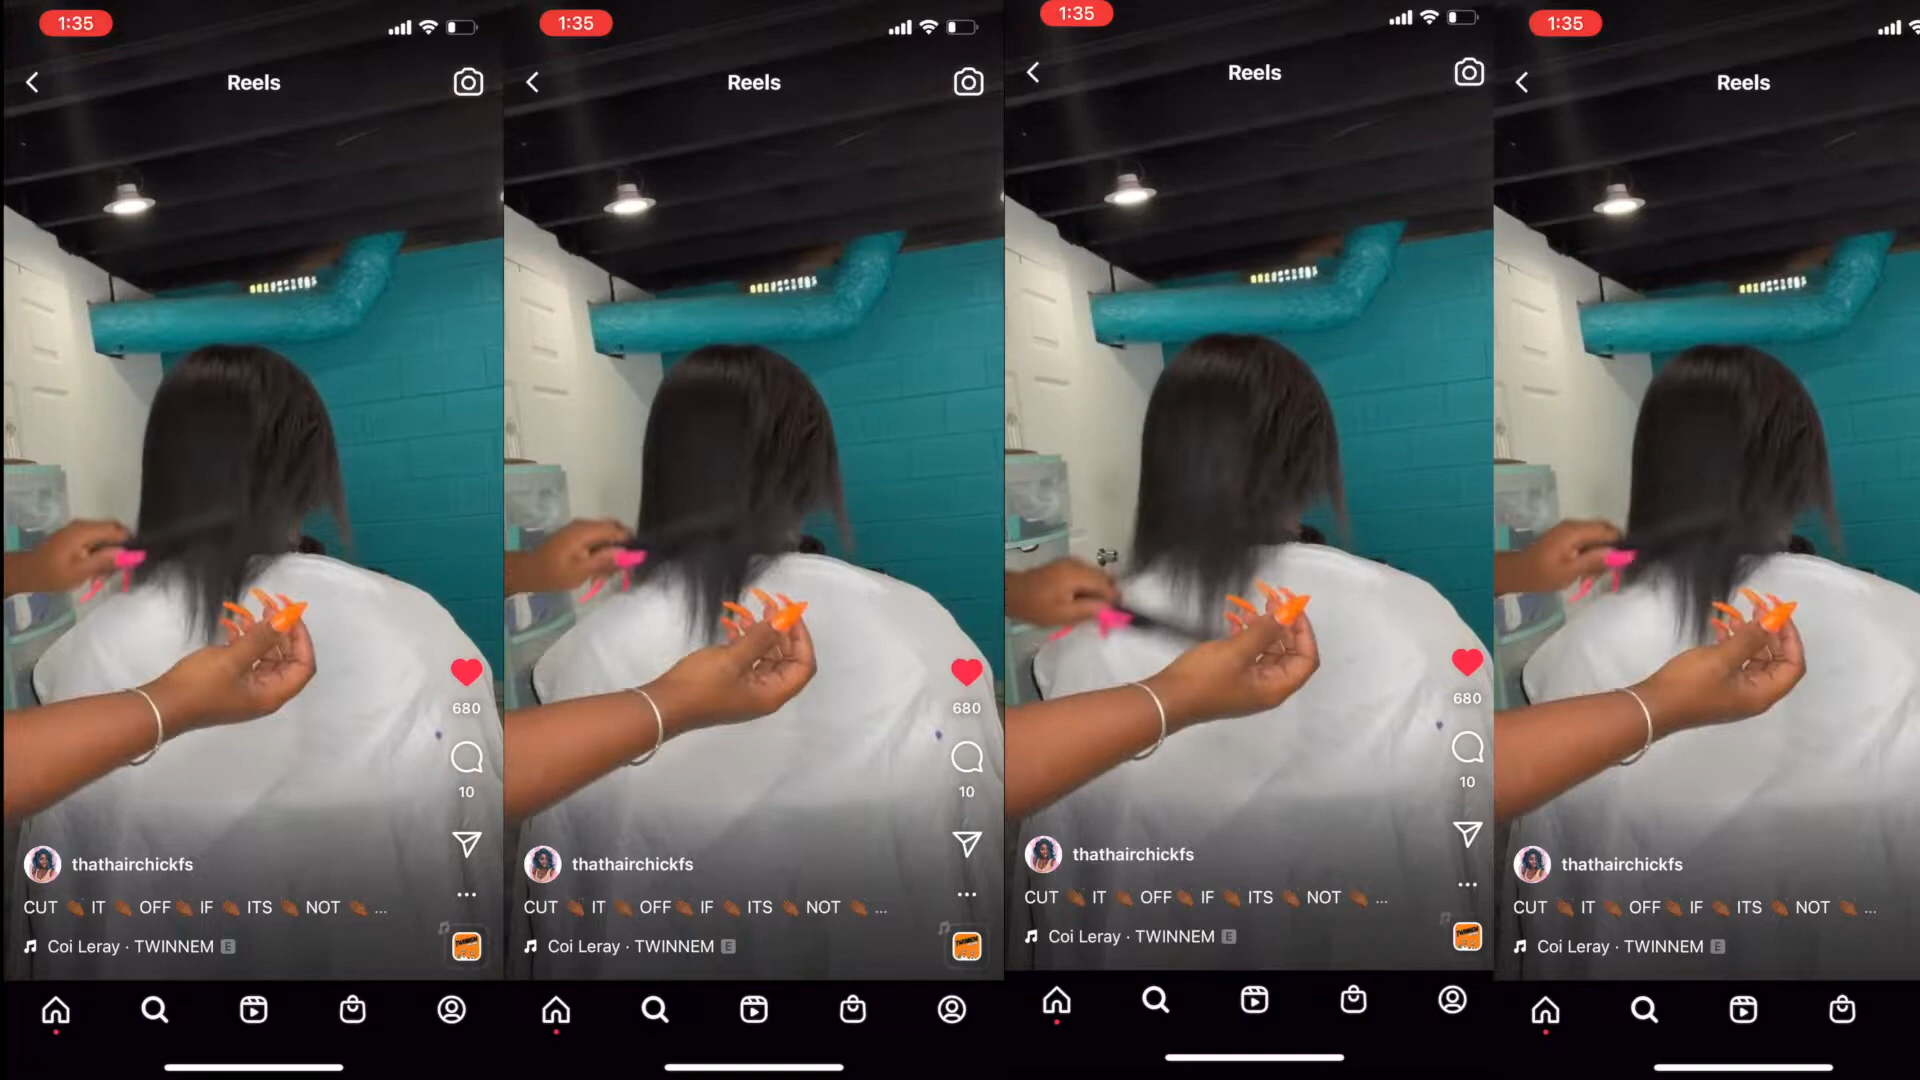 1:35
Reels
680
10
thathairchickfs
CUT 👏🏾 IT 👏🏾 OFF 👏🏾 IF 👏🏾 ITS 👏🏾 NOT 👏🏾 ...
Coi Leray · TWINNEM E
TWINNEM
1:35
Reels
680
10
thathairchickfs
CUT 👏🏾 IT 👏🏾 OFF 👏🏾 IF 👏🏾 ITS 👏🏾 NOT 👏🏾 ...
Coi Leray · TWINNEM E
TWINNEM
1:35
Reels
680
10
thathairchickfs
CUT 👏🏾 IT 👏🏾 OFF 👏🏾 IF 👏🏾 ITS 👏🏾 NOT 👏🏾 ...
Coi Leray · TWINNEM E
TWINNEM
1:35
Reels
thathairchickfs
CUT 👏🏾 IT 👏🏾 OFF 👏🏾 IF 👏🏾 ITS 👏🏾 NOT 👏🏾 ...
Coi Leray · TWINNEM E